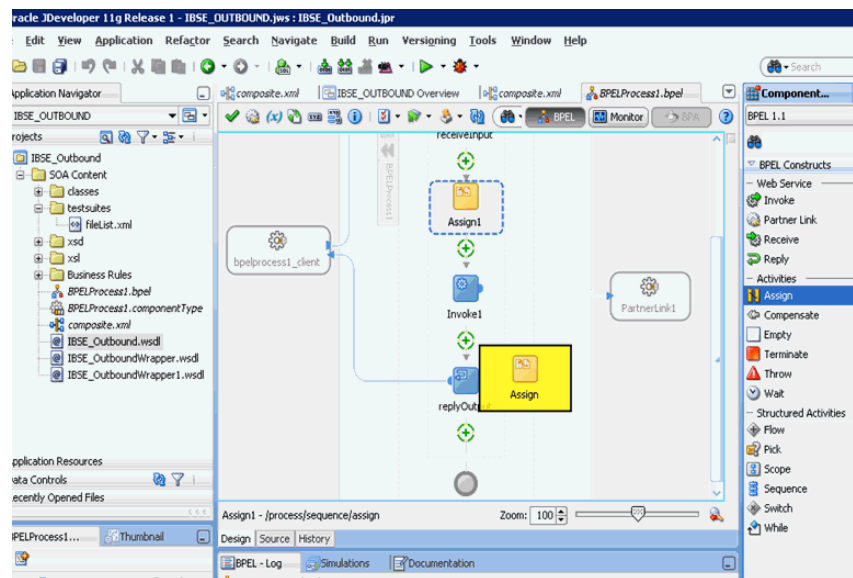 racle JDeveloper 11g Release 1 - IBSE_OUTBOUND.jws : IBSE_Outbound.jpr
Edit View Application Refactor Search Navigate Build Run Versioning Tools Window Help
Search
Application Navigator
composite.xml
IBSE_OUTBOUND Overview
composite.xml
BPELProcess1.bpel
Component...
IBSE_OUTBOUND
BPEL
Monitor
BPA
BPEL 1.1
rojects
IBSE_Outbound
SOA Content
classes
testsuites
fileList.xml
xsd
xsl
Business Rules
BPELProcess1.bpel
BPELProcess1.componentType
composite.xml
IBSE_Outbound.wsdl
IBSE_OutboundWrapper.wsdl
IBSE_OutboundWrapper1.wsdl
Application Resources
ata Controls
ecently Opened Files
BPELProcess1...
Thumbnail
receiveInput
BPELProcess1
Assign1
bpelprocess1_client
Invoke1
PartnerLink1
Assign
replyOutput
Assign1 - /process/sequence/assign
Zoom: 100
Design Source History
BPEL - Log
Simulations
Documentation
BPEL Constructs
Web Service
Invoke
Partner Link
Receive
Reply
Activities
Assign
Compensate
Empty
Terminate
Throw
Wait
Structured Activities
Flow
Pick
Scope
Sequence
Switch
While